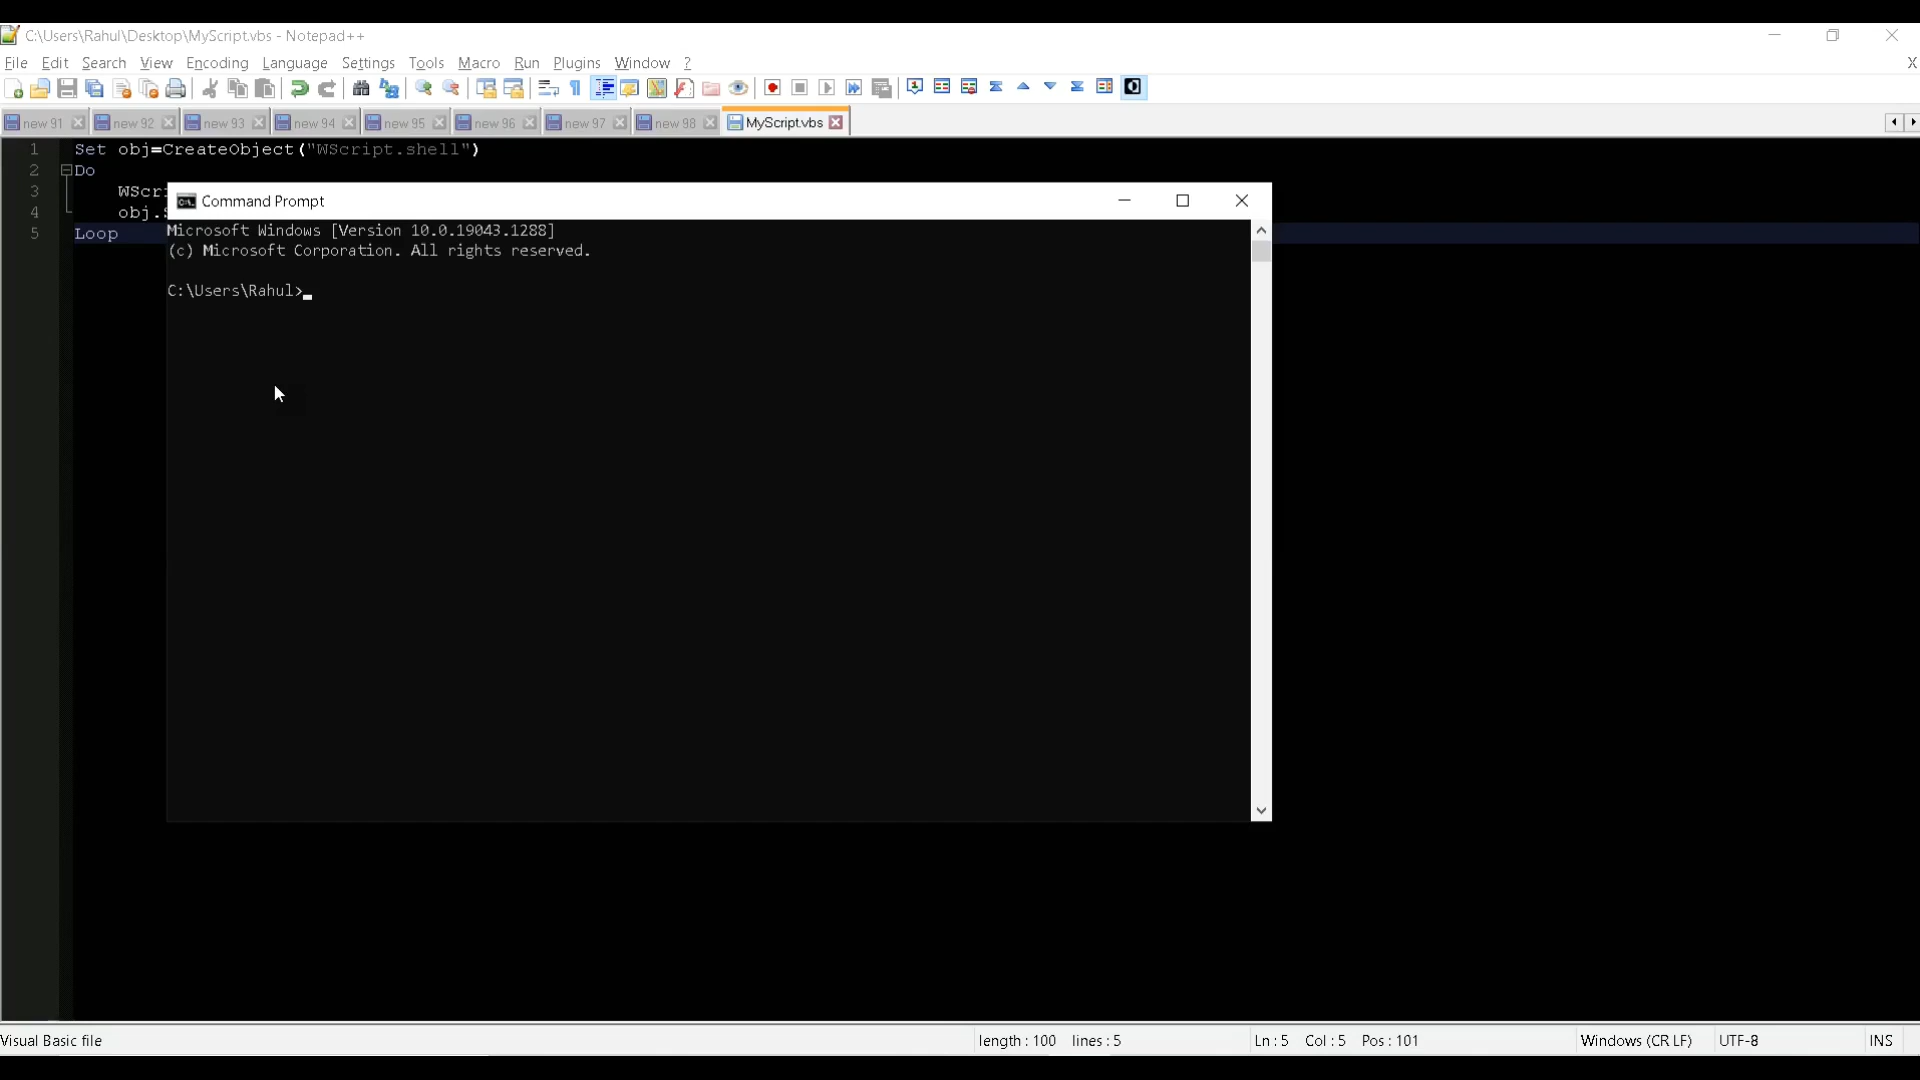 C:\Users\Rahul\Desktop\MyScript.vbs - Notepad++
File Edit Search View Encoding Language Settings Tools Macro Run Plugins Window ? X
new 91 new 92 new 93 new 94 new 95 new 96 new 97 new 98 MyScript.vbs
1 Set obj=CreateObject("WScript.shell")
2 Do
3 WScri
4 obj.
5 Loop
Command Prompt
Microsoft Windows [Version 10.0.19043.1288]
(c) Microsoft Corporation. All rights reserved.
C:\Users\Rahul>
Visual Basic file length : 100 lines : 5 Ln : 5 Col : 5 Pos : 101 Windows (CR LF) UTF-8 INS